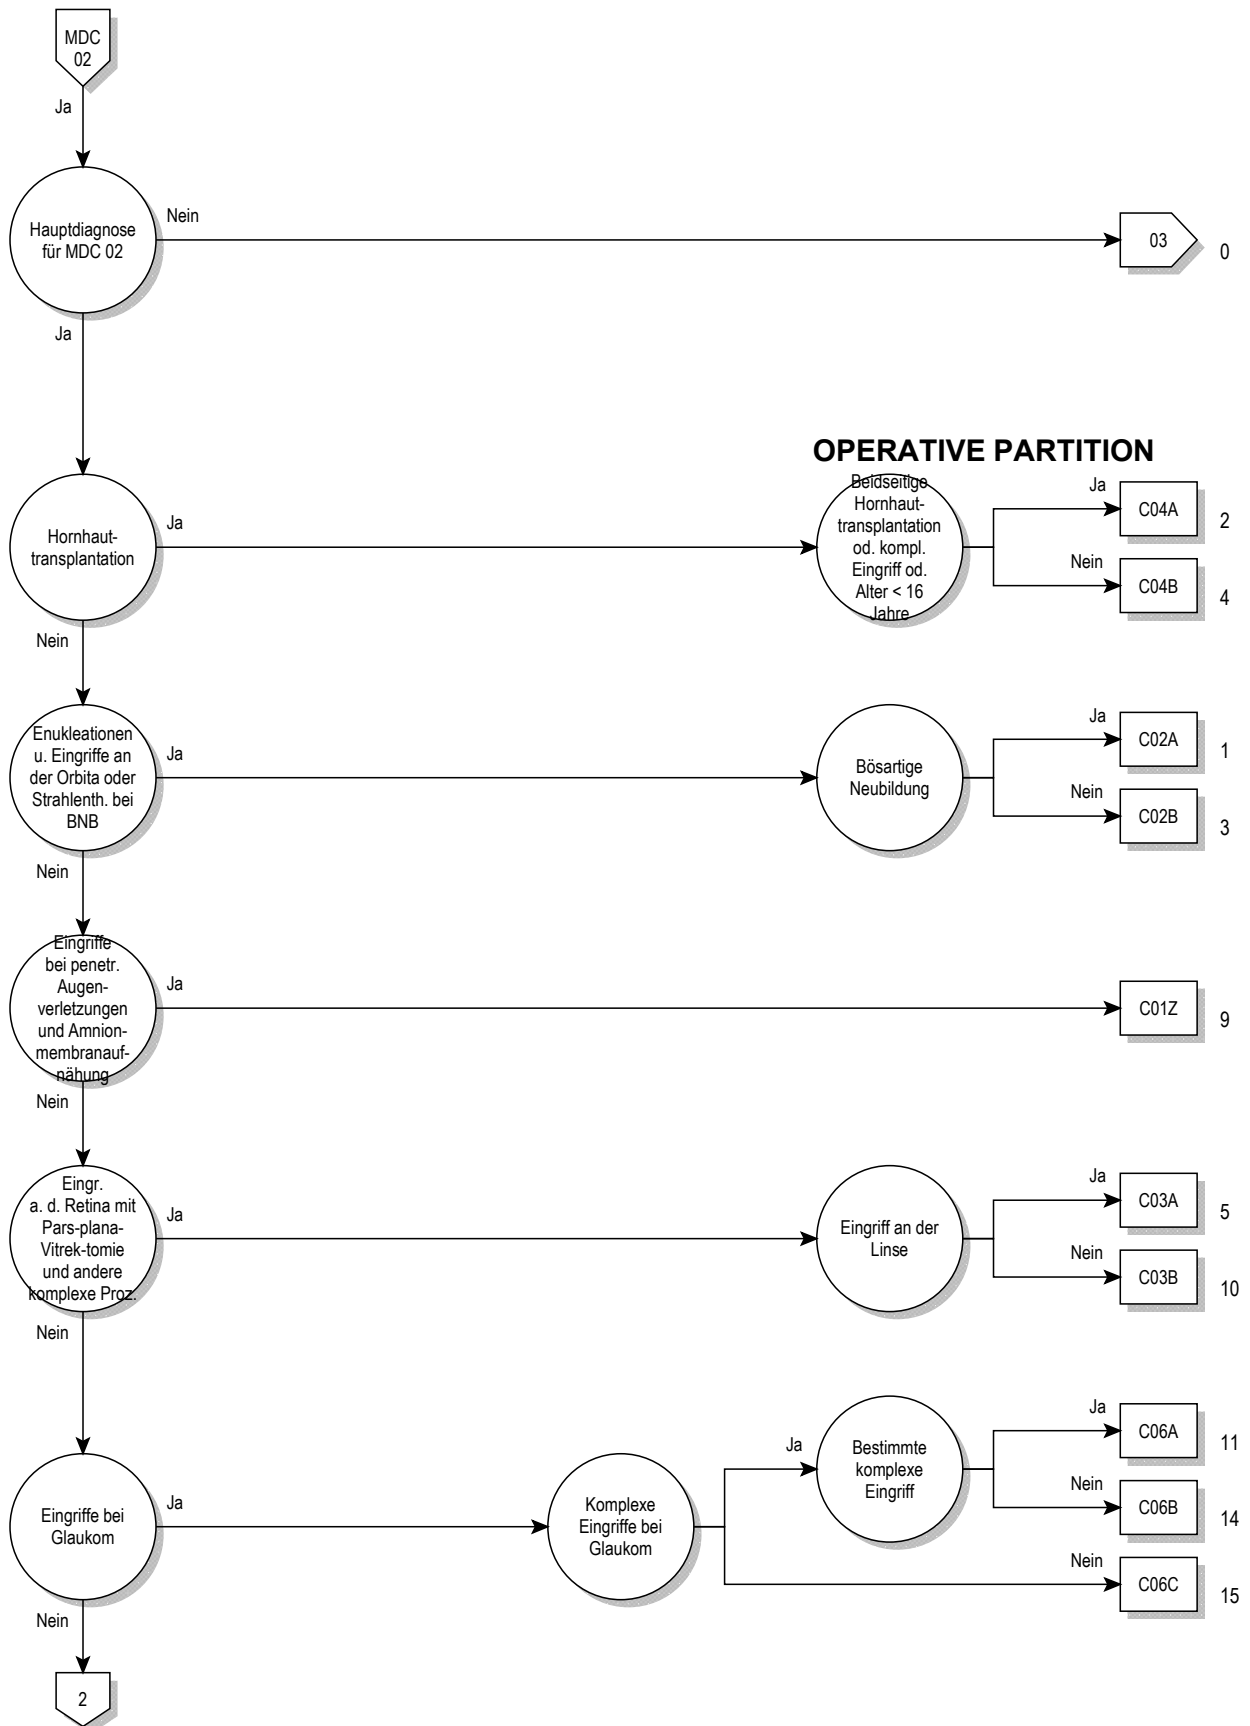 MDC
02
Ja
Hauptdiagnose
für MDC 02
Nein
03
0
Ja
OPERATIVE PARTITION
Hornhaut-
transplantation
Ja
Beidseitige
Hornhaut-
transplantation
od. kompl.
Eingriff od.
Alter < 16
Jahre
Ja
C04A
2
Nein
C04B
4
Nein
Enukleationen
u. Eingriffe an
der Orbita oder
Strahlenth. bei
BNB
Ja
Bösartige
Neubildung
Ja
C02A
1
Nein
C02B
3
Nein
Eingriffe
bei penetr.
Augen-
verletzungen
und Amnion-
membranauf-
nähung
Ja
C01Z
9
Nein
Eingr.
a. d. Retina mit
Pars-plana-
Vitrek-tomie
und andere
komplexe Proz.
Ja
Eingriff an der
Linse
Ja
C03A
5
Nein
C03B
10
Nein
Eingriffe bei
Glaukom
Ja
Komplexe
Eingriffe bei
Glaukom
Ja
Bestimmte
komplexe
Eingriff
Ja
C06A
11
Nein
C06B
14
Nein
C06C
15
Nein
2